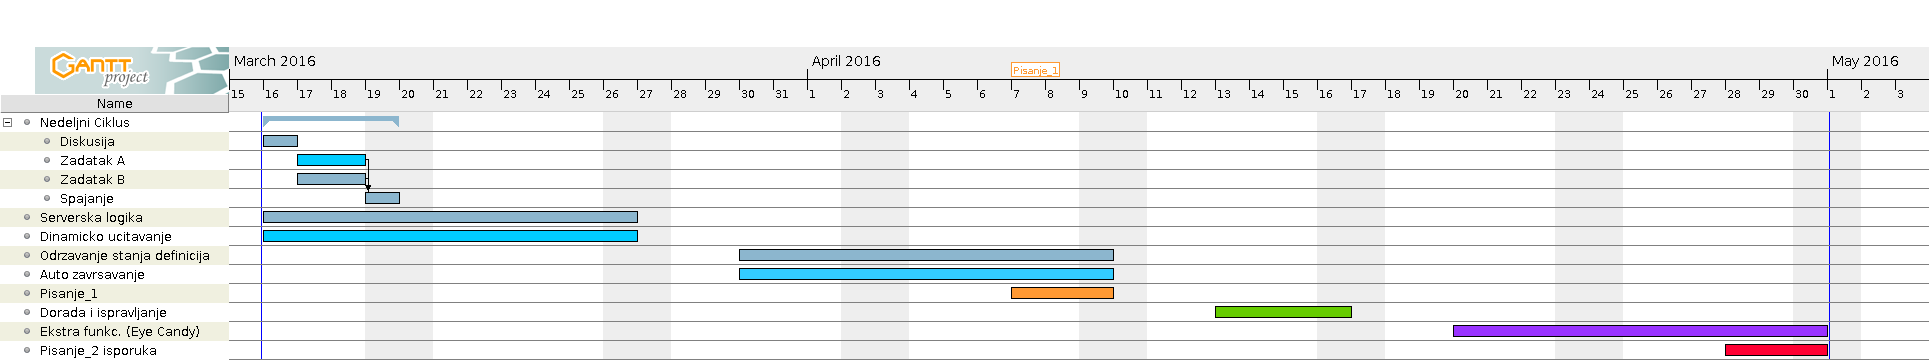 March 2016 April 2016 May 2016
GANTT project
Pisanje_1
15 16 17 18 19 20 21 22 23 24 25 26 27 28 29 30 31 1 2 3 4 5 6 7 8 9 10 11 12 13 14 15 16 17 18 19 20 21 22 23 24 25 26 27 28 29 30 1 2 3
Name
Nedeljni Ciklus
Diskusija
Zadatak A
Zadatak B
Spajanje
Serverska logika
Dinamicko ucitavanje
Odrzavanje stanja definicija
Auto zavrsavanje
Pisanje_1
Dorada i ispravljanje
Ekstra funkc. (Eye Candy)
Pisanje_2 isporuka